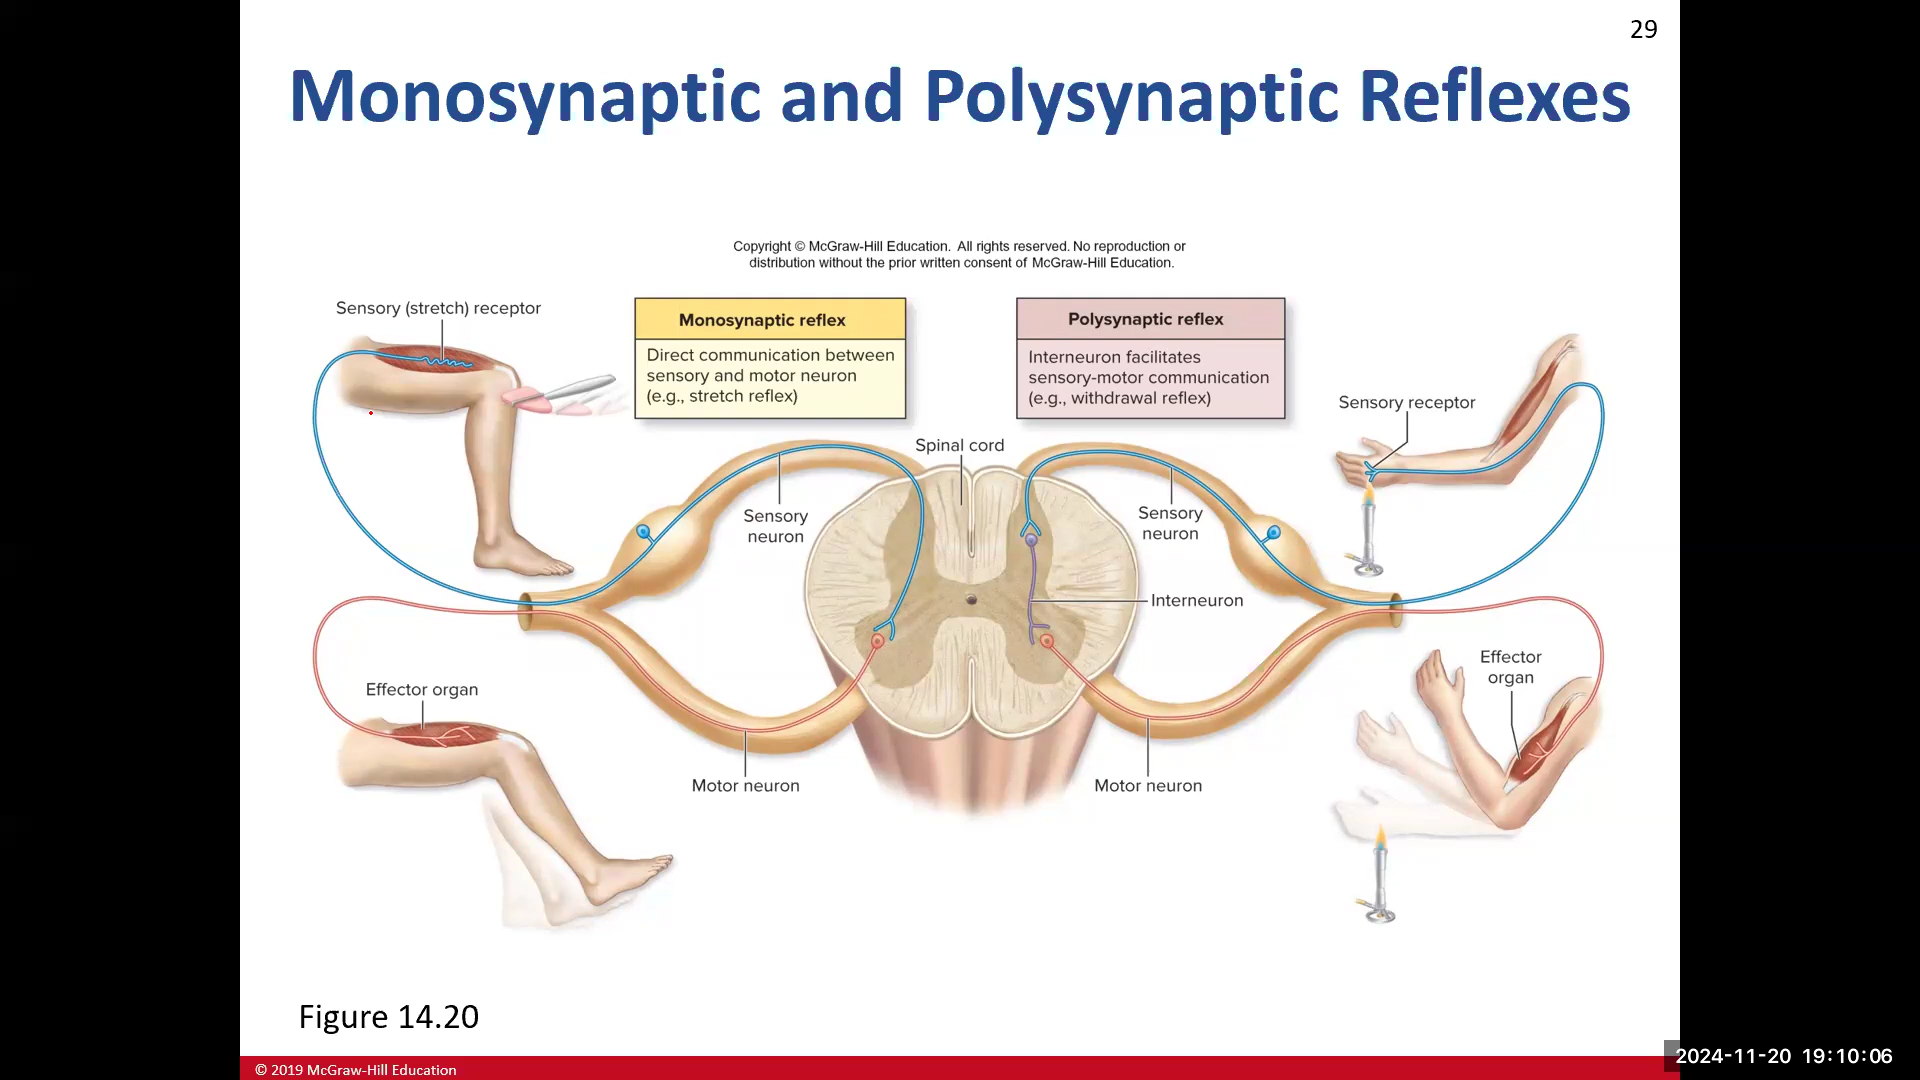 29
Monosynaptic and Polysynaptic Reflexes
Copyright © McGraw-Hill Education. All rights reserved. No reproduction or
distribution without the prior written consent of McGraw-Hill Education.
Sensory (stretch) receptor
Monosynaptic reflex
Direct communication between
sensory and motor neuron
(e.g., stretch reflex)
Polysynaptic reflex
Interneuron facilitates
sensory-motor communication
(e.g., withdrawal reflex)
Sensory receptor
Spinal cord
Sensory
neuron
Sensory
neuron
Interneuron
Effector organ
Effector
organ
Motor neuron
Motor neuron
Figure 14.20
© 2019 McGraw-Hill Education
2024-11-20 19:10:06